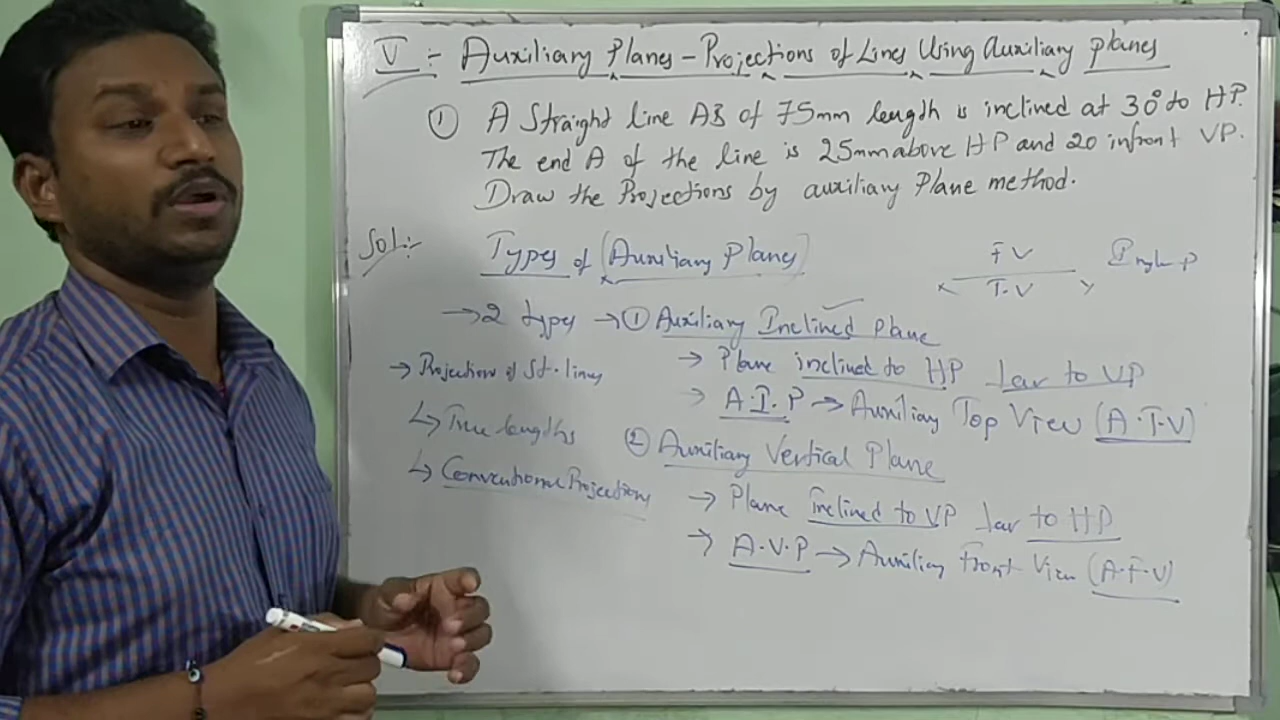 V :- Auxiliary Planes - Projections of Lines Using auxiliary planes
① A Straight line AB of 75mm length is inclined at 30° to HP.
The end A of the line is 25mm above HP and 20 infront VP.
Draw the Projections by auxiliary Plane method.
Sol:-
Types of (Auxiliary Planes)
F V
T.V
→ 2 types → ① Auxiliary Inclined plane
→ Plane inclined to HP lar to VP
→ A.I.P → Auxiliary Top View (A.T.V)
② Auxiliary Vertical Plane
→ Plane Inclined to VP lar to HP
→ A.V.P → Auxiliary Front View (A.F.V)
→ Projection of St. lines
↳ True lengths
↳ Conventional Projections